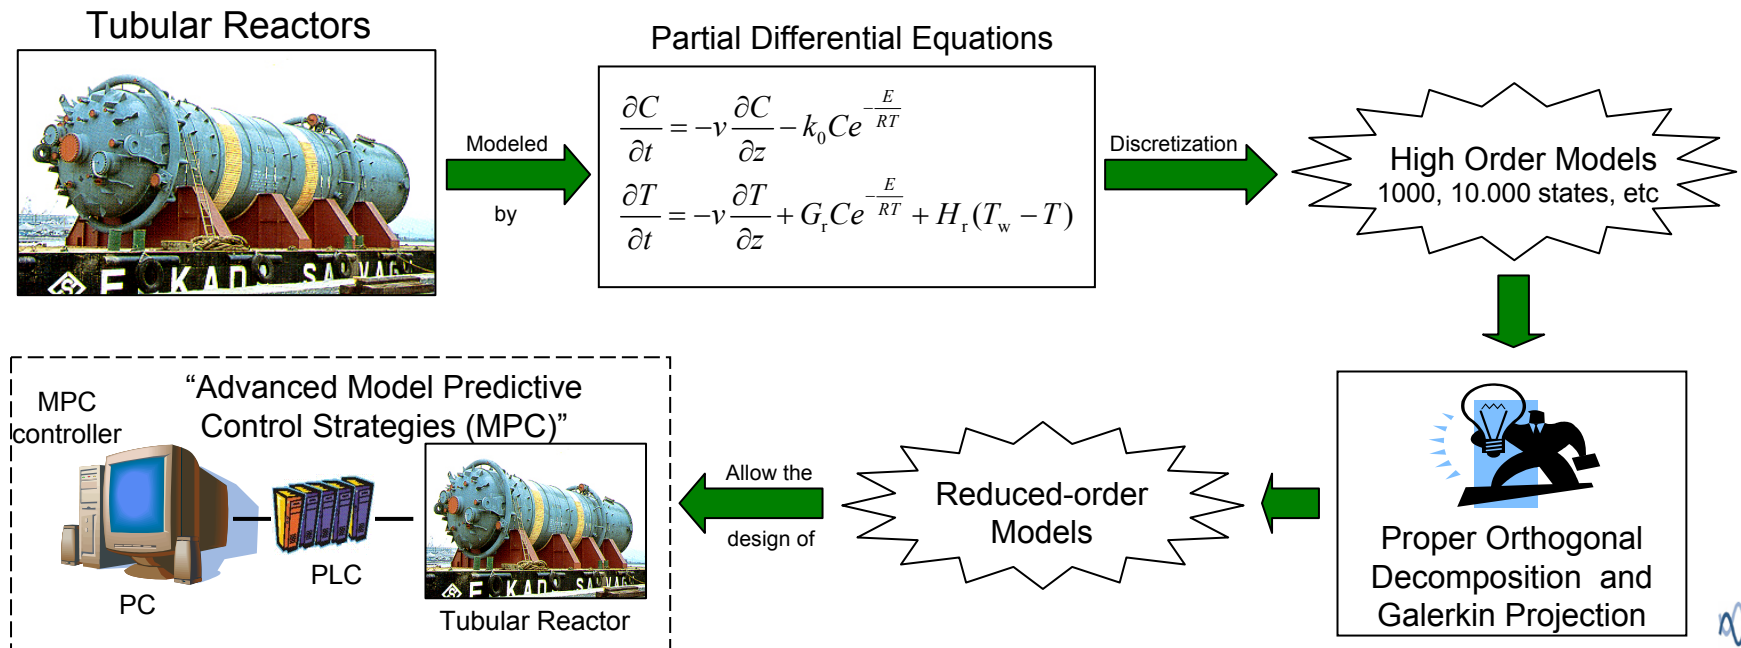 Tubular Reactors
Partial Differential Equations
Modeled
by
∂C/∂t = -v ∂C/∂z - k₀Ce^(-E/RT)
∂T/∂t = -v ∂T/∂z + GᵣCe^(-E/RT) + Hᵣ(T_w - T)
Discretization
High Order Models
1000, 10.000 states, etc
Proper Orthogonal
Decomposition and
Galerkin Projection
Reduced-order
Models
Allow the
design of
“Advanced Model Predictive
Control Strategies (MPC)”
MPC
controller
PC
PLC
Tubular Reactor